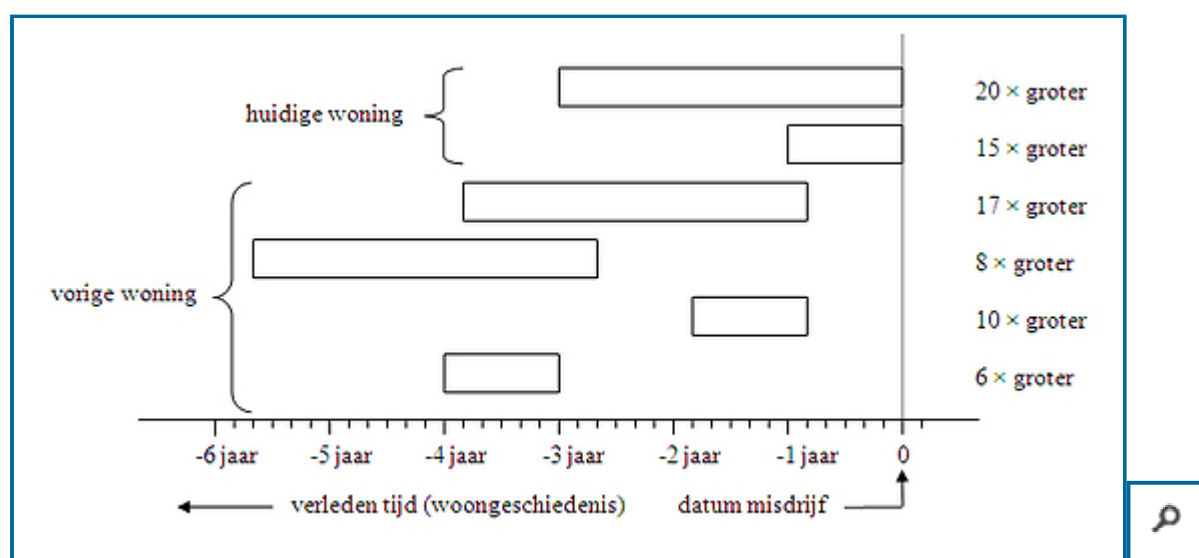 huidige woning
20 × groter
15 × groter
17 × groter
8 × groter
vorige woning
10 × groter
6 × groter
-6 jaar -5 jaar -4 jaar -3 jaar -2 jaar -1 jaar 0
verleden tijd (woongeschiedenis) datum misdrijf